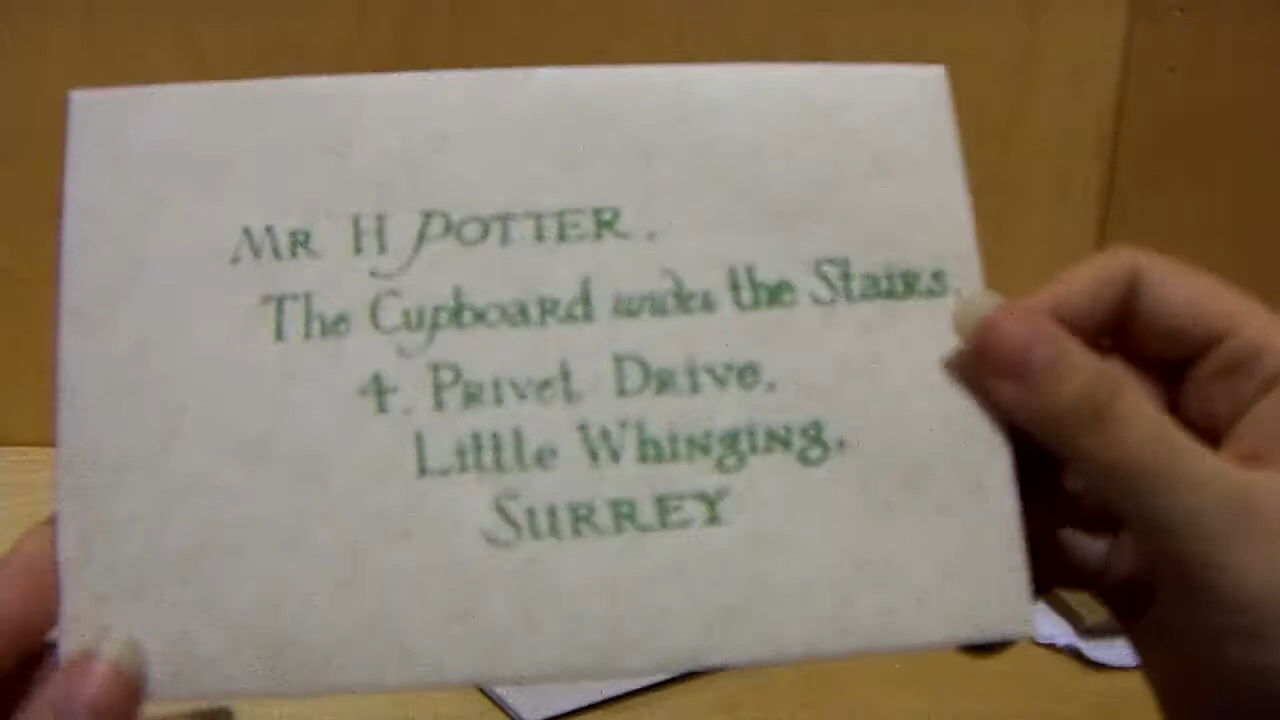 MR H POTTER.
The Cupboard under the Stairs,
4. Privet Drive,
Little Whinging,
SURREY